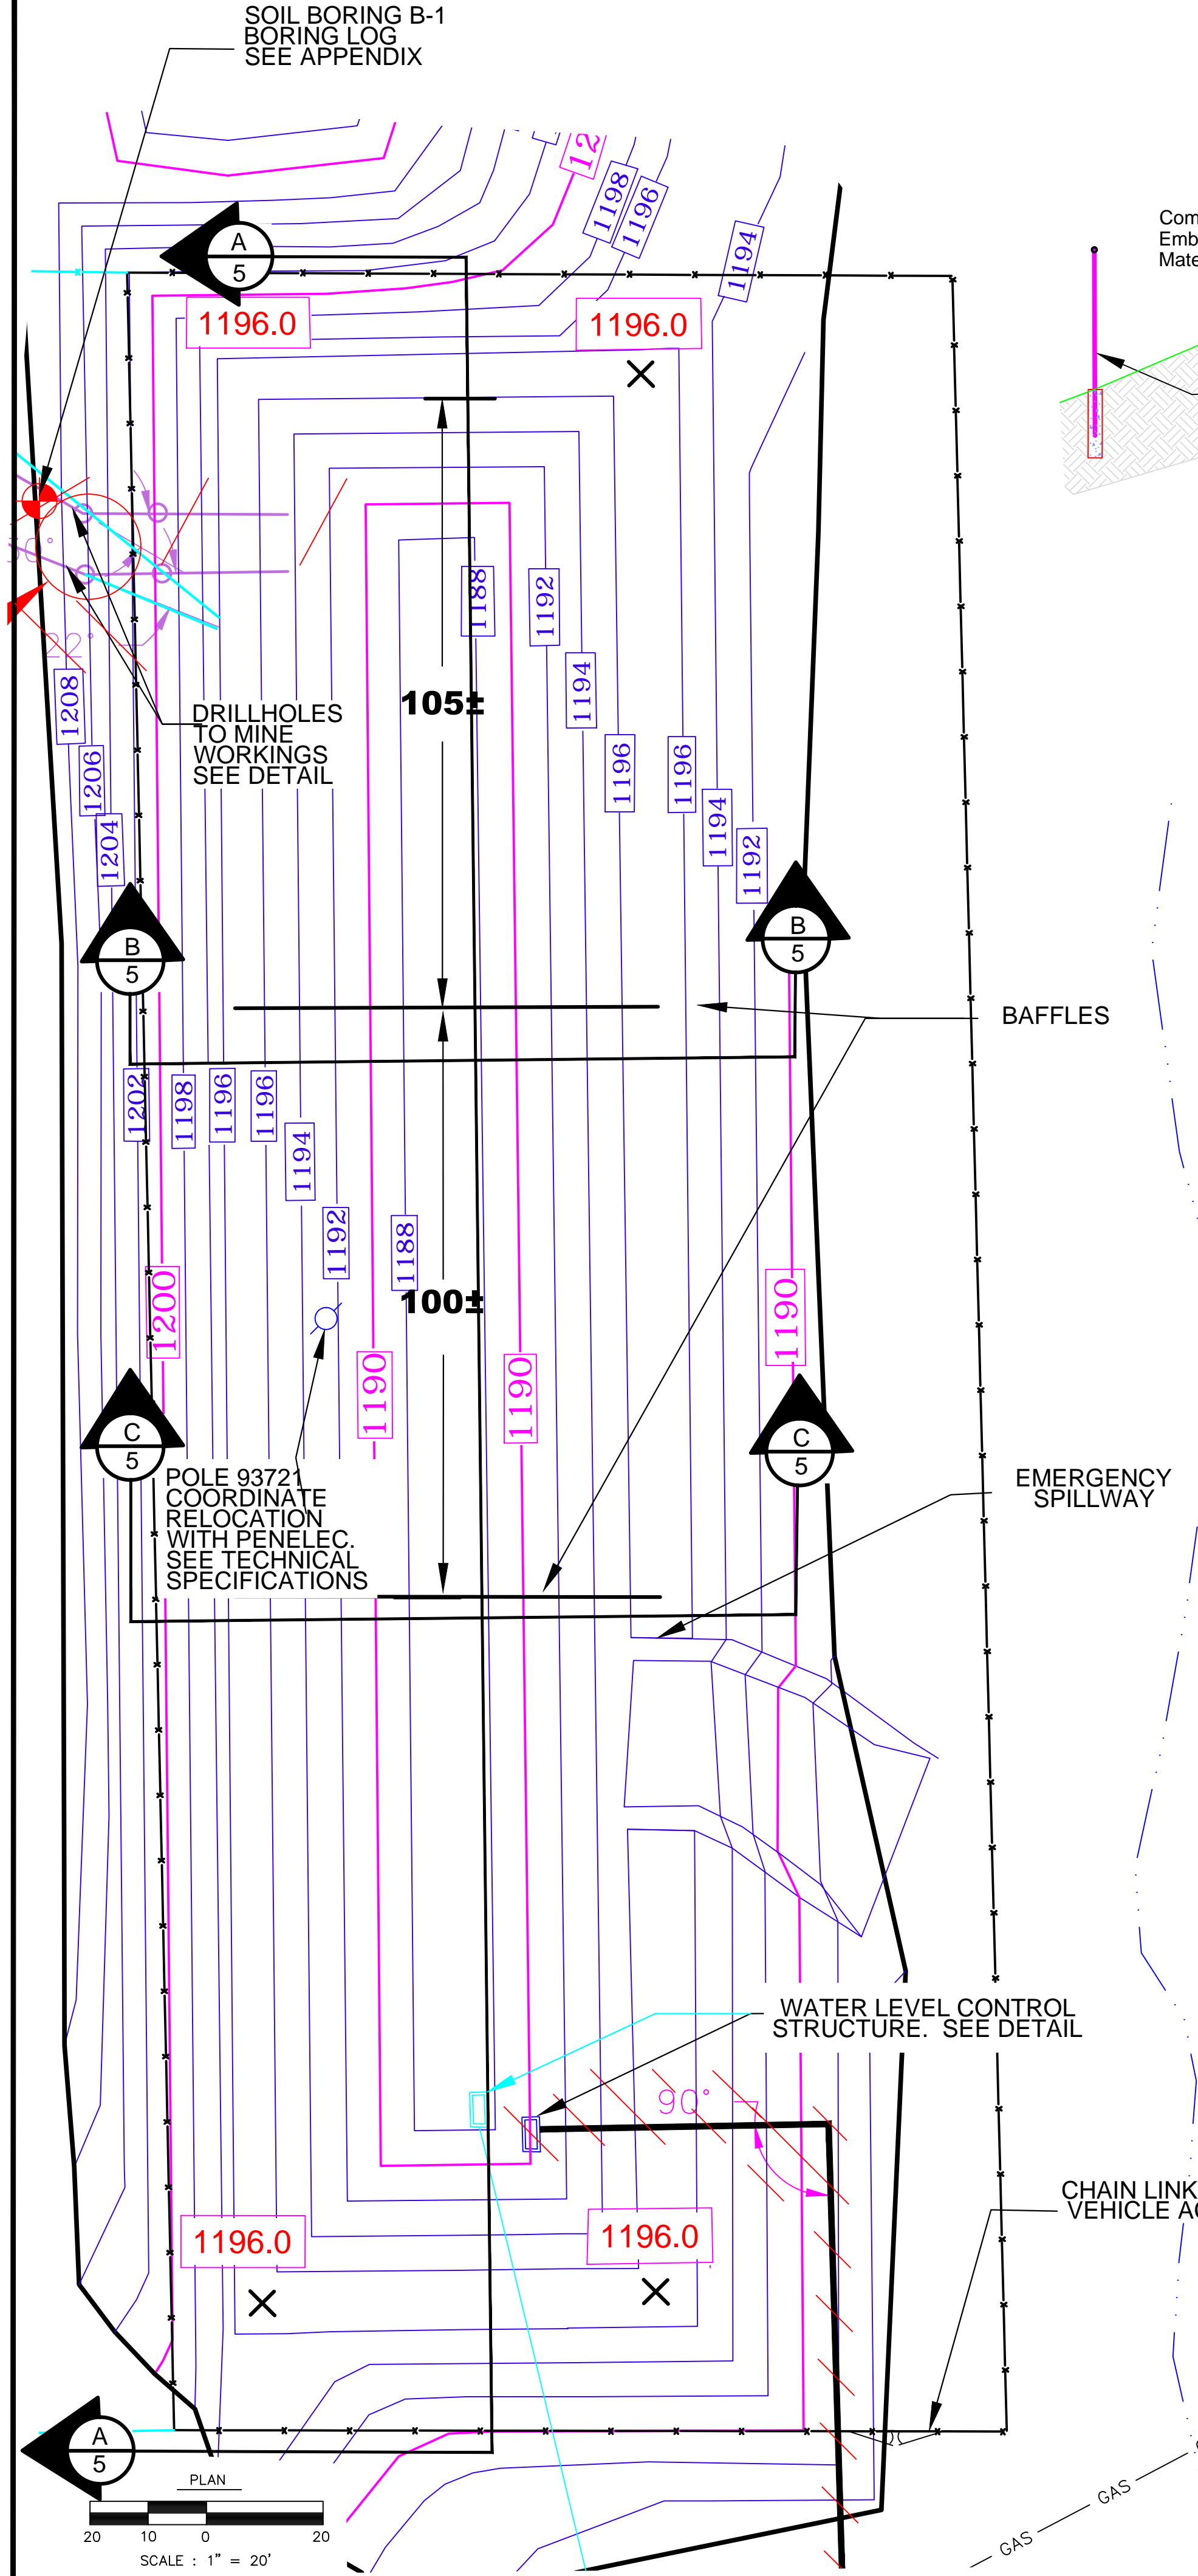 SOIL BORING B-1
BORING LOG
SEE APPENDIX
12
1198
1196
1194
A
5
1196.0
1196.0
1188
1192
1194
1196
1196
1194
1192
1208
1206
1204
22°
DRILLHOLES
TO MINE
WORKINGS
SEE DETAIL
105±
B
5
B
5
BAFFLES
1202
1198
1196
1196
1194
1192
1188
100±
1200
1190
1190
1190
C
5
C
5
POLE 93721
COORDINATE
RELOCATION
WITH PENELEC.
SEE TECHNICAL
SPECIFICATIONS
EMERGENCY
SPILLWAY
WATER LEVEL CONTROL
STRUCTURE. SEE DETAIL
90°
CHAIN LINK
1196.0
1196.0
A
5
PLAN
20 10 0 20
SCALE : 1" = 20'
GAS
GAS